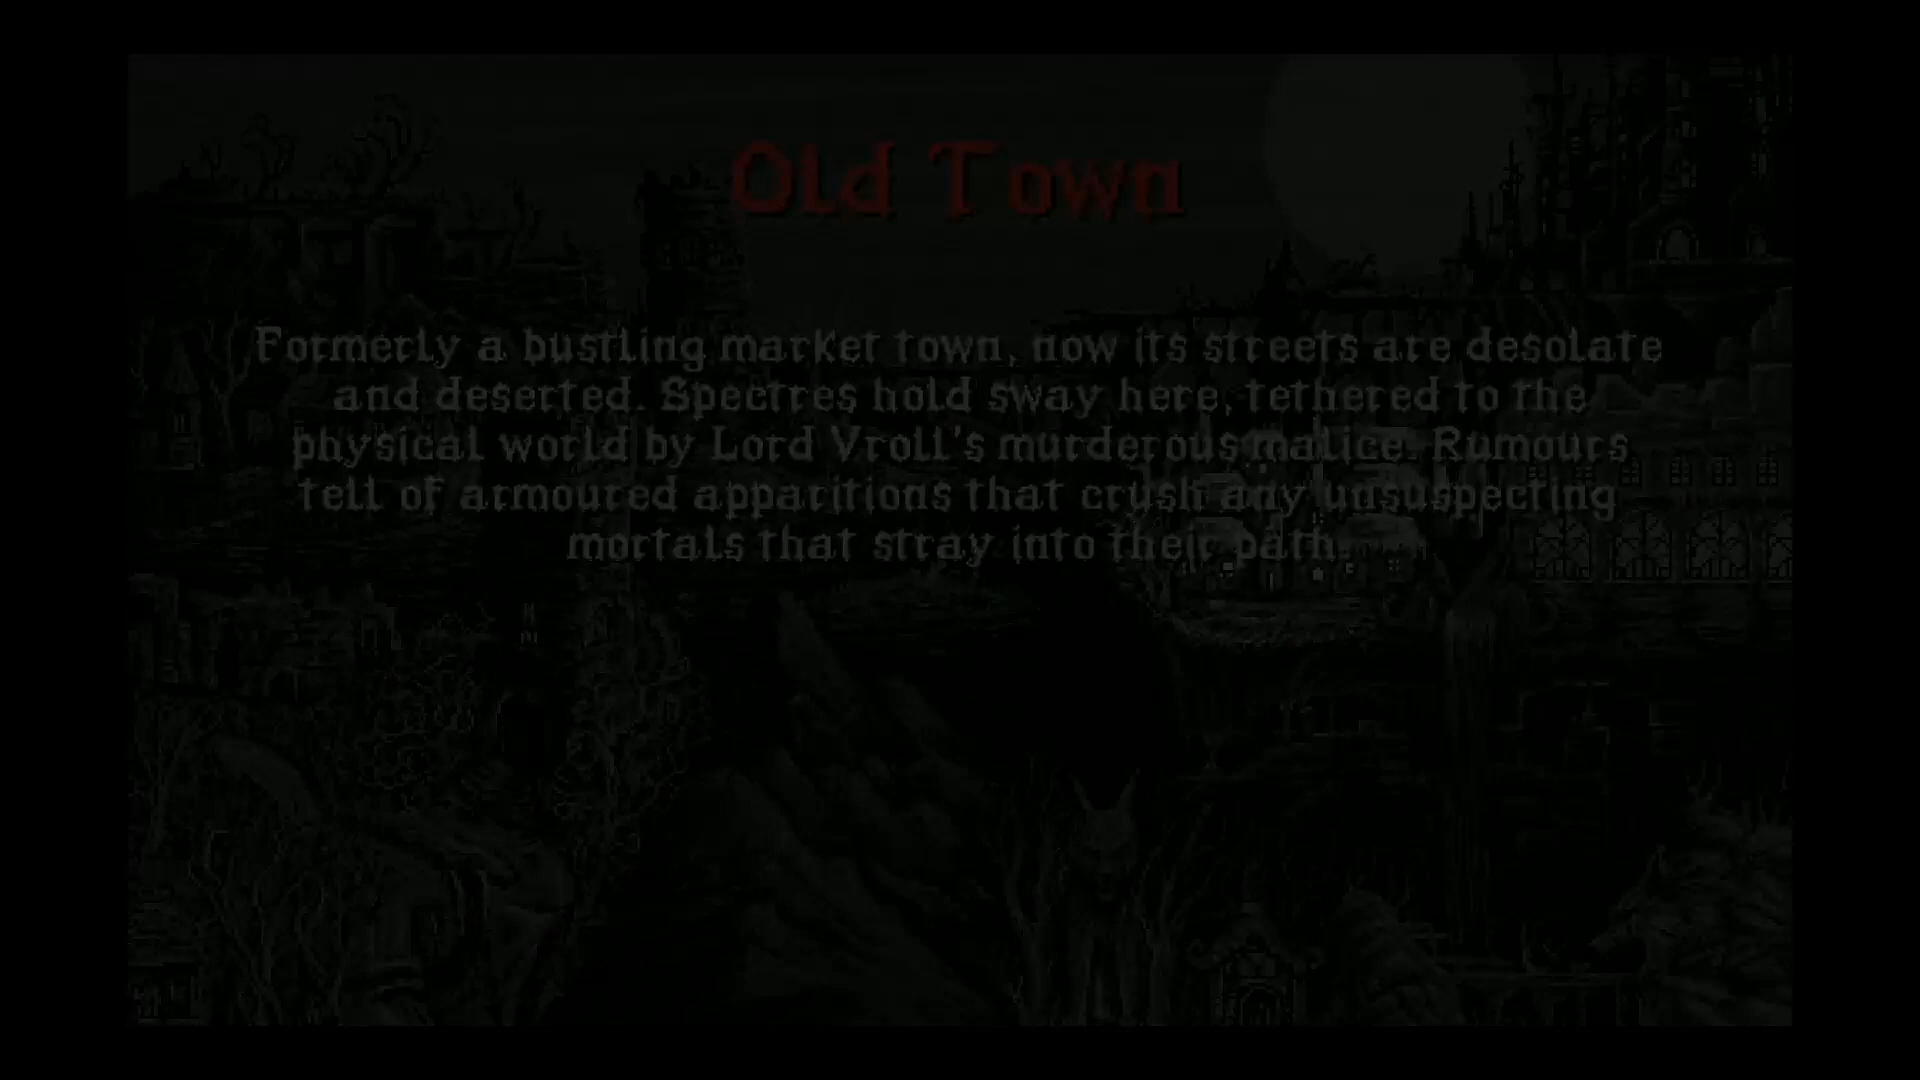 Old Town
Formerly a bustling market town, now its streets are desolate
and deserted. Spectres hold sway here, tethered to the
physical world by Lord Vroll's murderous malice. Rumours
tell of armoured apparitions that crush any unsuspecting
mortals that stray into their path.